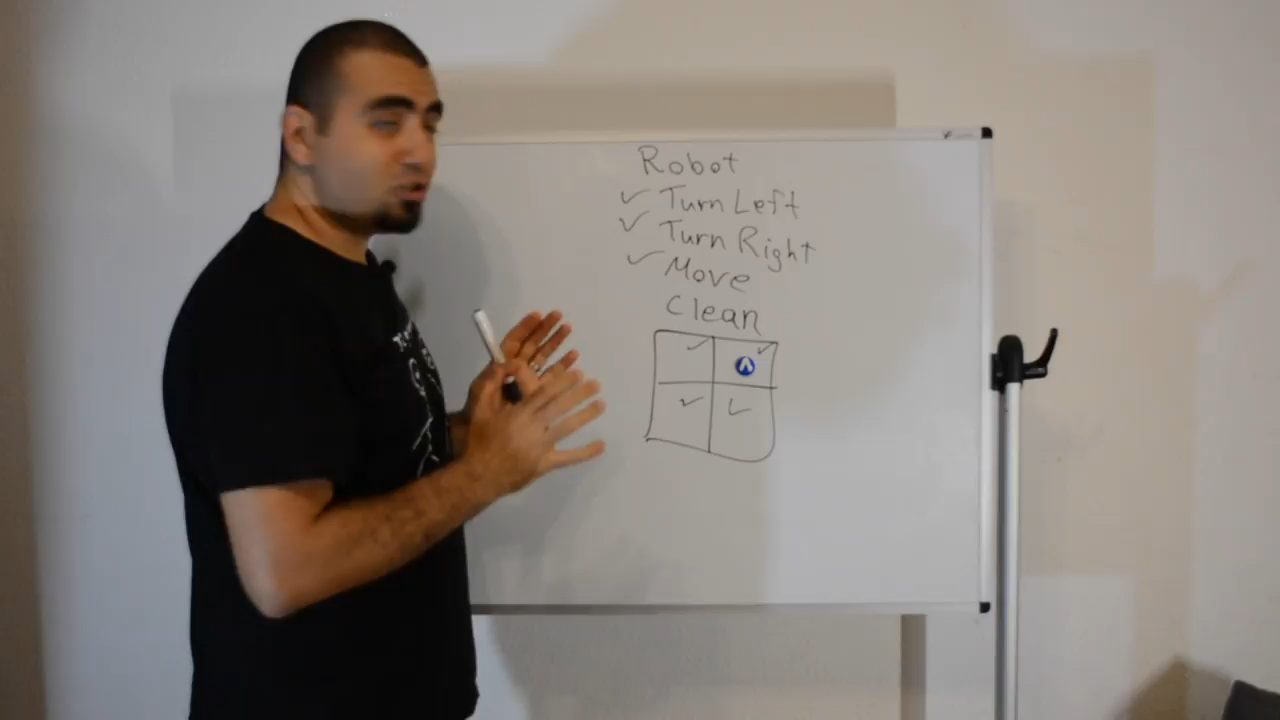 Robot
✓ Turn Left
✓ Turn Right
✓ Move
Clean